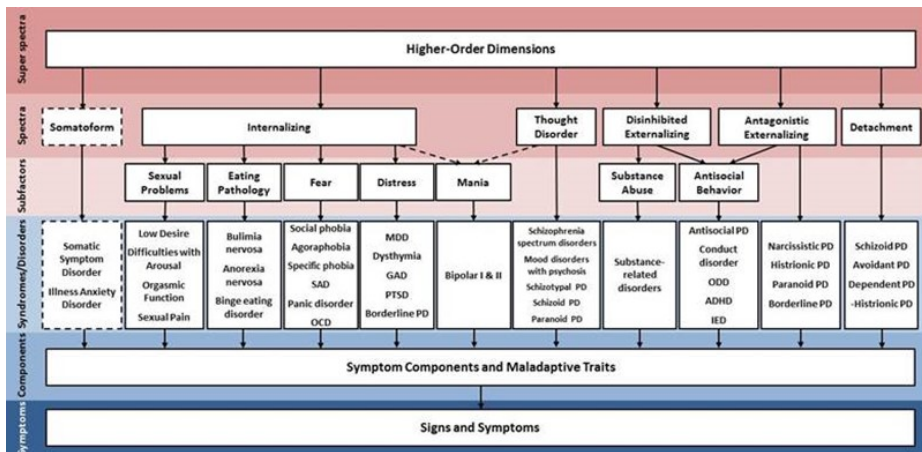 Super spectra
Higher-Order Dimensions
Spectra
Somatoform
Internalizing
Thought
Disorder
Disinhibited
Externalizing
Antagonistic
Externalizing
Detachment
Subfactors
Sexual
Problems
Eating
Pathology
Fear
Distress
Mania
Substance
Abuse
Antisocial
Behavior
Syndromes/Disorders
Somatic
Symptom
Disorder
Illness Anxiety
Disorder
Low Desire
Difficulties with
Arousal
Orgasmic
Function
Sexual Pain
Bulimia
nervosa
Anorexia
nervosa
Binge eating
disorder
Social phobia
Agoraphobia
Specific phobia
SAD
Panic disorder
OCD
MDD
Dysthymia
GAD
PTSD
Borderline PD
Bipolar I & II
Schizophrenia
spectrum disorders
Mood disorders
with psychosis
Schizotypal PD
Schizoid PD
Paranoid PD
Substance-
related
disorders
Antisocial PD
Conduct
disorder
ODD
ADHD
IED
Narcissistic PD
Histrionic PD
Paranoid PD
Borderline PD
Schizoid PD
Avoidant PD
Dependent PD
-Histrionic PD
Components
Symptom Components and Maladaptive Traits
Symptoms
Signs and Symptoms